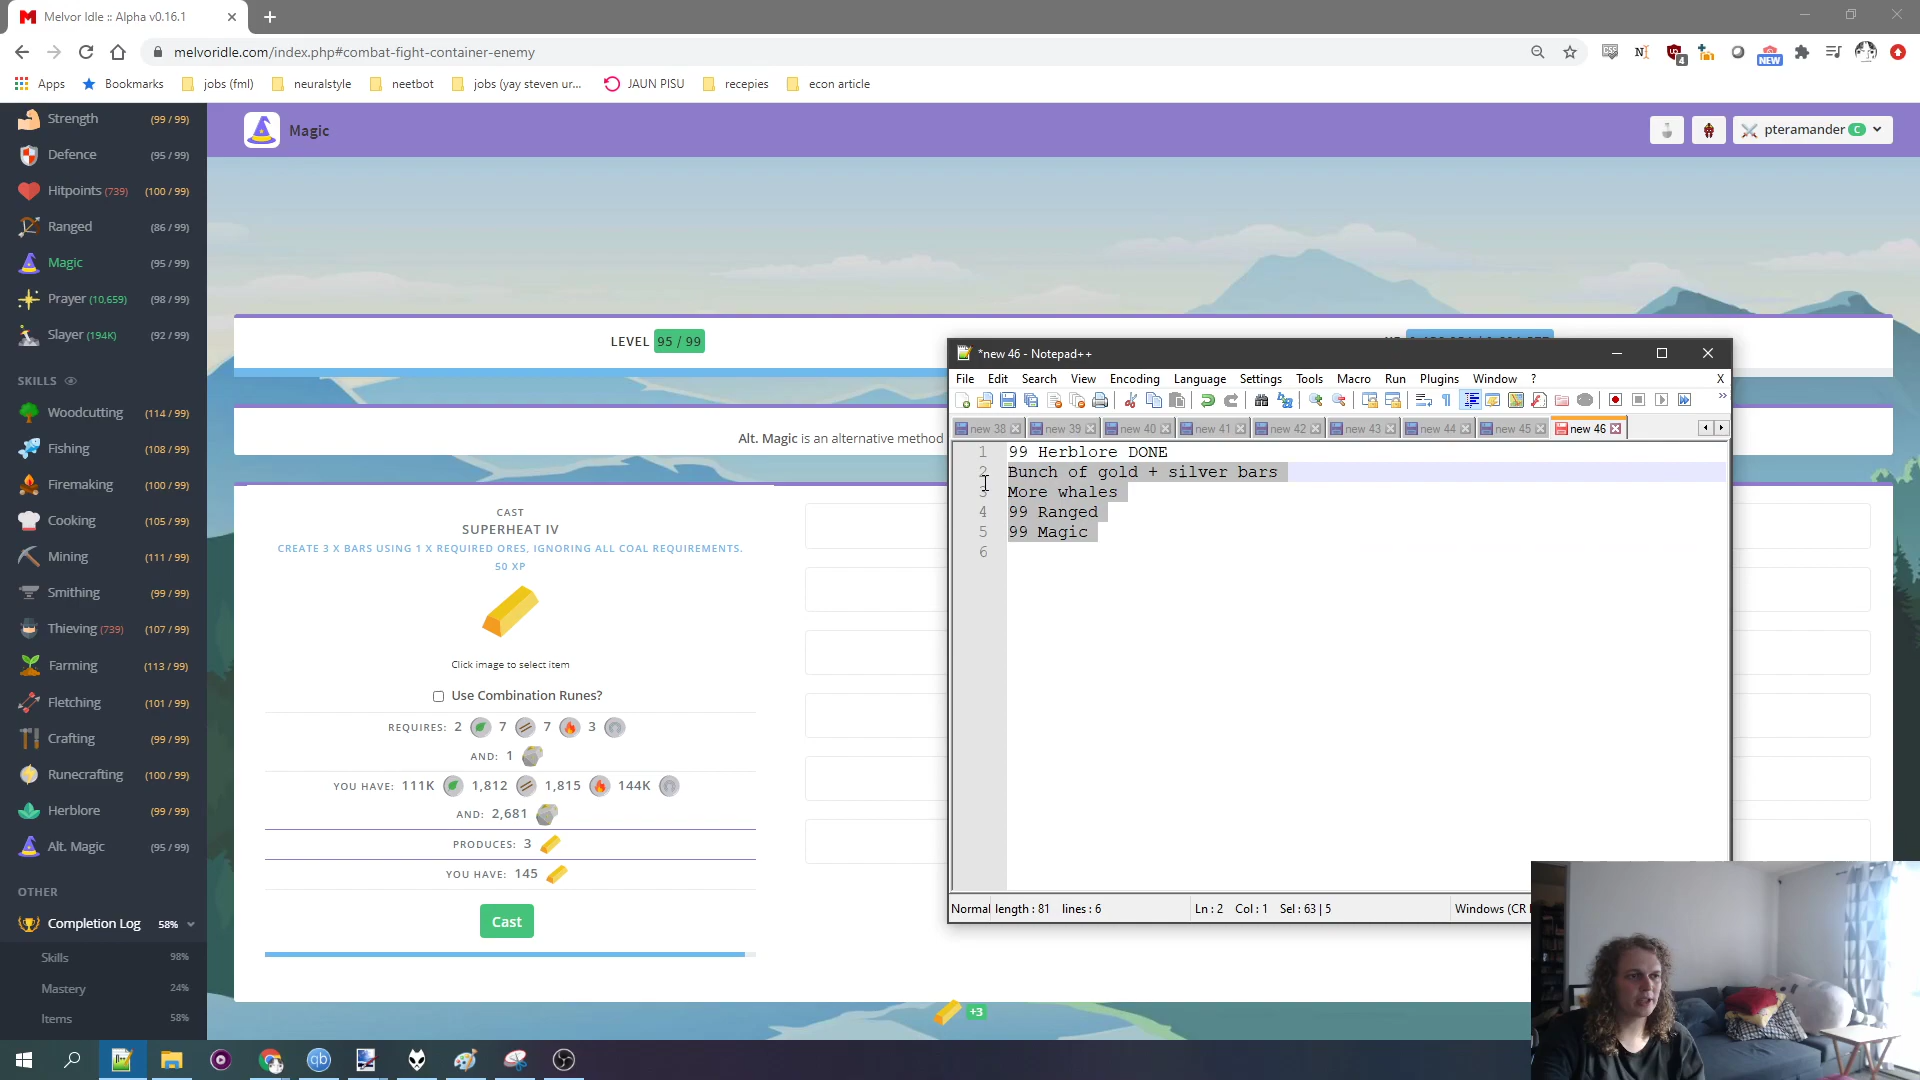 Melvor Idle :: Alpha v0.16.1
melvoridle.com/index.php#combat-fight-container-enemy
4
NEW
Apps
Bookmarks
jobs (fml)
neuralstyle
neetbot
jobs (yay steven ur...
JAUN PISU
recepies
econ article
Strength (99 / 99)
Defence (95 / 99)
Hitpoints (739) (100 / 99)
Ranged (86 / 99)
Magic (95 / 99)
Prayer (10,659) (98 / 99)
Slayer (194K) (92 / 99)
SKILLS
Woodcutting (114 / 99)
Fishing (108 / 99)
Firemaking (100 / 99)
Cooking (105 / 99)
Mining (111 / 99)
Smithing (99 / 99)
Thieving (739) (107 / 99)
Farming (113 / 99)
Fletching (101 / 99)
Crafting (99 / 99)
Runecrafting (100 / 99)
Herblore (99 / 99)
Alt. Magic (95 / 99)
OTHER
Completion Log 58%
Skills 98%
Mastery 24%
Items 58%
Magic
pteramander C
LEVEL 95 / 99
Alt. Magic is an alternative method
CAST
SUPERHEAT IV
CREATE 3 X BARS USING 1 X REQUIRED ORES, IGNORING ALL COAL REQUIREMENTS.
50 XP
Click image to select item
Use Combination Runes?
REQUIRES: 2 7 7 3
AND: 1
YOU HAVE: 111K 1,812 1,815 144K
AND: 2,681
PRODUCES: 3
YOU HAVE: 145
Cast
+3
*new 46 - Notepad++
File Edit Search View Encoding Language Settings Tools Macro Run Plugins Window ? X
new 38 new 39 new 40 new 41 new 42 new 43 new 44 new 45 new 46
1 99 Herblore DONE
2 Bunch of gold + silver bars
3 More whales
4 99 Ranged
5 99 Magic
6
Normal length : 81 lines : 6 Ln : 2 Col : 1 Sel : 63 | 5 Windows (CR
qb